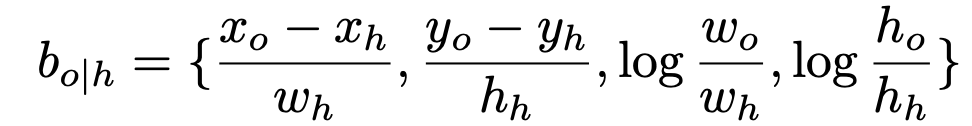 $b_{o|h} = \{\frac{x_o - x_h}{w_h}, \frac{y_o - y_h}{h_h}, \log \frac{w_o}{w_h}, \log \frac{h_o}{h_h}\}$